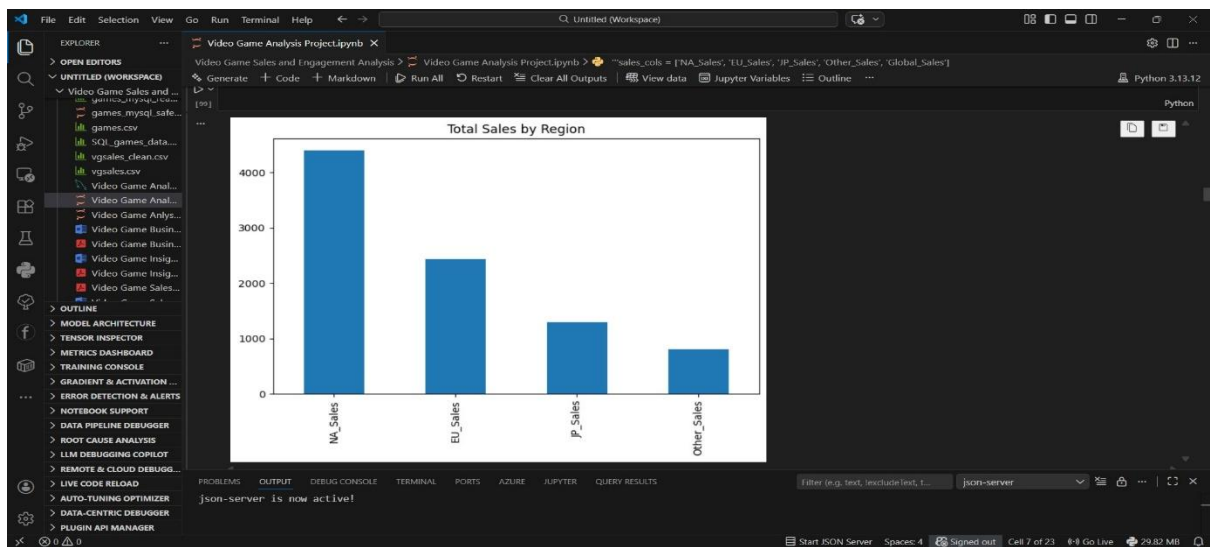 File Edit Selection View Go Run Terminal Help
Untitled (Workspace)
EXPLORER
Video Game Analysis Project.ipynb
OPEN EDITORS
Video Game Sales and Engagement Analysis > Video Game Analysis Project.ipynb > '''sales_cols = ['NA_Sales', 'EU_Sales', 'JP_Sales', 'Other_Sales', 'Global_Sales']
UNTITLED (WORKSPACE)
Generate + Code + Markdown | Run All Restart Clear All Outputs | View data Jupyter Variables Outline ...
Python 3.13.12
Video Game Sales and ...
[99]
Python
games_mysql_safe...
games.csv
SQL_games_data....
vgsales_clean.csv
vgsales.csv
Video Game Anal...
Video Game Anal...
Video Game Anlys...
Video Game Busin...
Video Game Busin...
Video Game Insig...
Video Game Insig...
Video Game Sales...
OUTLINE
MODEL ARCHITECTURE
TENSOR INSPECTOR
METRICS DASHBOARD
TRAINING CONSOLE
GRADIENT & ACTIVATION ...
ERROR DETECTION & ALERTS
NOTEBOOK SUPPORT
DATA PIPELINE DEBUGGER
ROOT CAUSE ANALYSIS
LLM DEBUGGING COPILOT
REMOTE & CLOUD DEBUGG...
LIVE CODE RELOAD
AUTO-TUNING OPTIMIZER
DATA-CENTRIC DEBUGGER
PLUGIN API MANAGER
Total Sales by Region
4000
3000
2000
1000
0
NA_Sales
EU_Sales
JP_Sales
Other_Sales
PROBLEMS OUTPUT DEBUG CONSOLE TERMINAL PORTS AZURE JUPYTER QUERY RESULTS
Filter (e.g. text, !excludeText, t...
json-server
json-server is now active!
0 0 Start JSON Server Spaces: 4 Signed out Cell 7 of 23 Go Live 29.82 MB